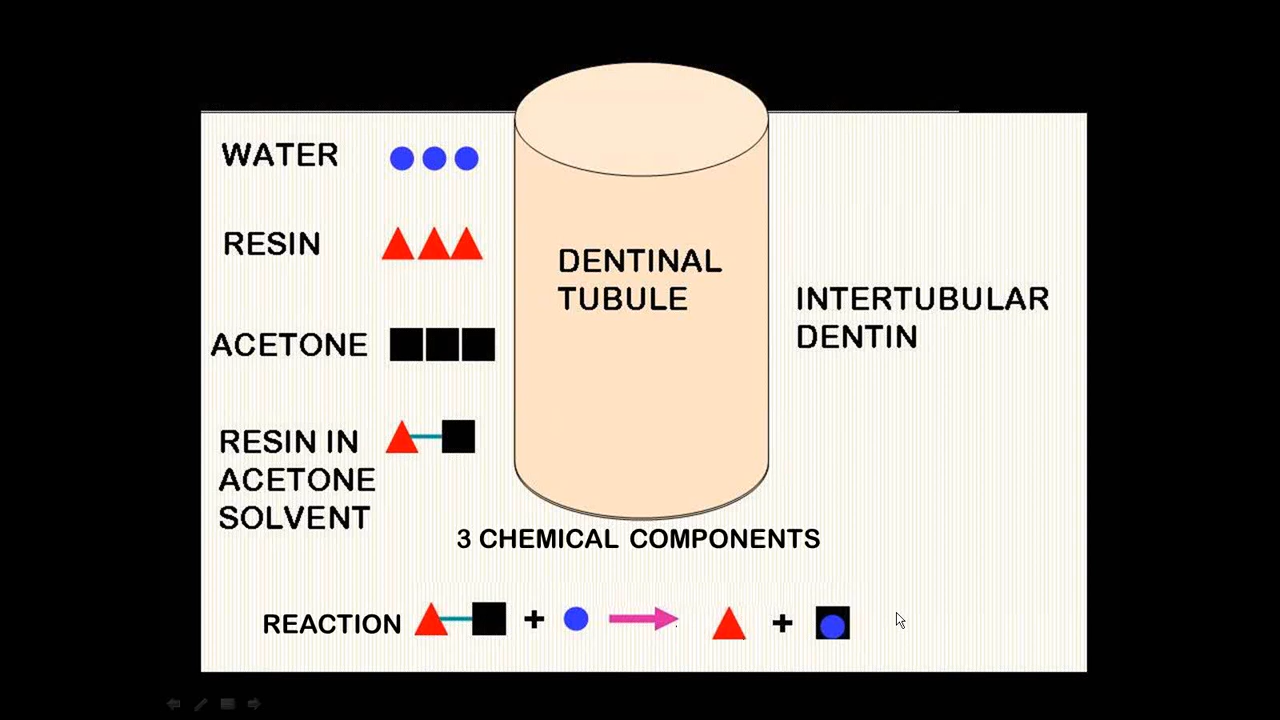 WATER
RESIN
ACETONE
RESIN IN
ACETONE
SOLVENT
DENTINAL
TUBULE
INTERTUBULAR
DENTIN
3 CHEMICAL COMPONENTS
REACTION + +